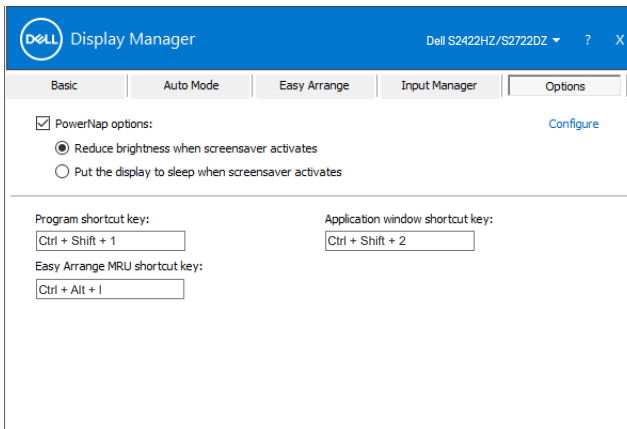 DELL Display Manager Dell S2422HZ/S2722DZ ? X
Basic Auto Mode Easy Arrange Input Manager Options
PowerNap options: Configure
Reduce brightness when screensaver activates
Put the display to sleep when screensaver activates
Program shortcut key: Application window shortcut key:
Ctrl + Shift + 1 Ctrl + Shift + 2
Easy Arrange MRU shortcut key:
Ctrl + Alt + l